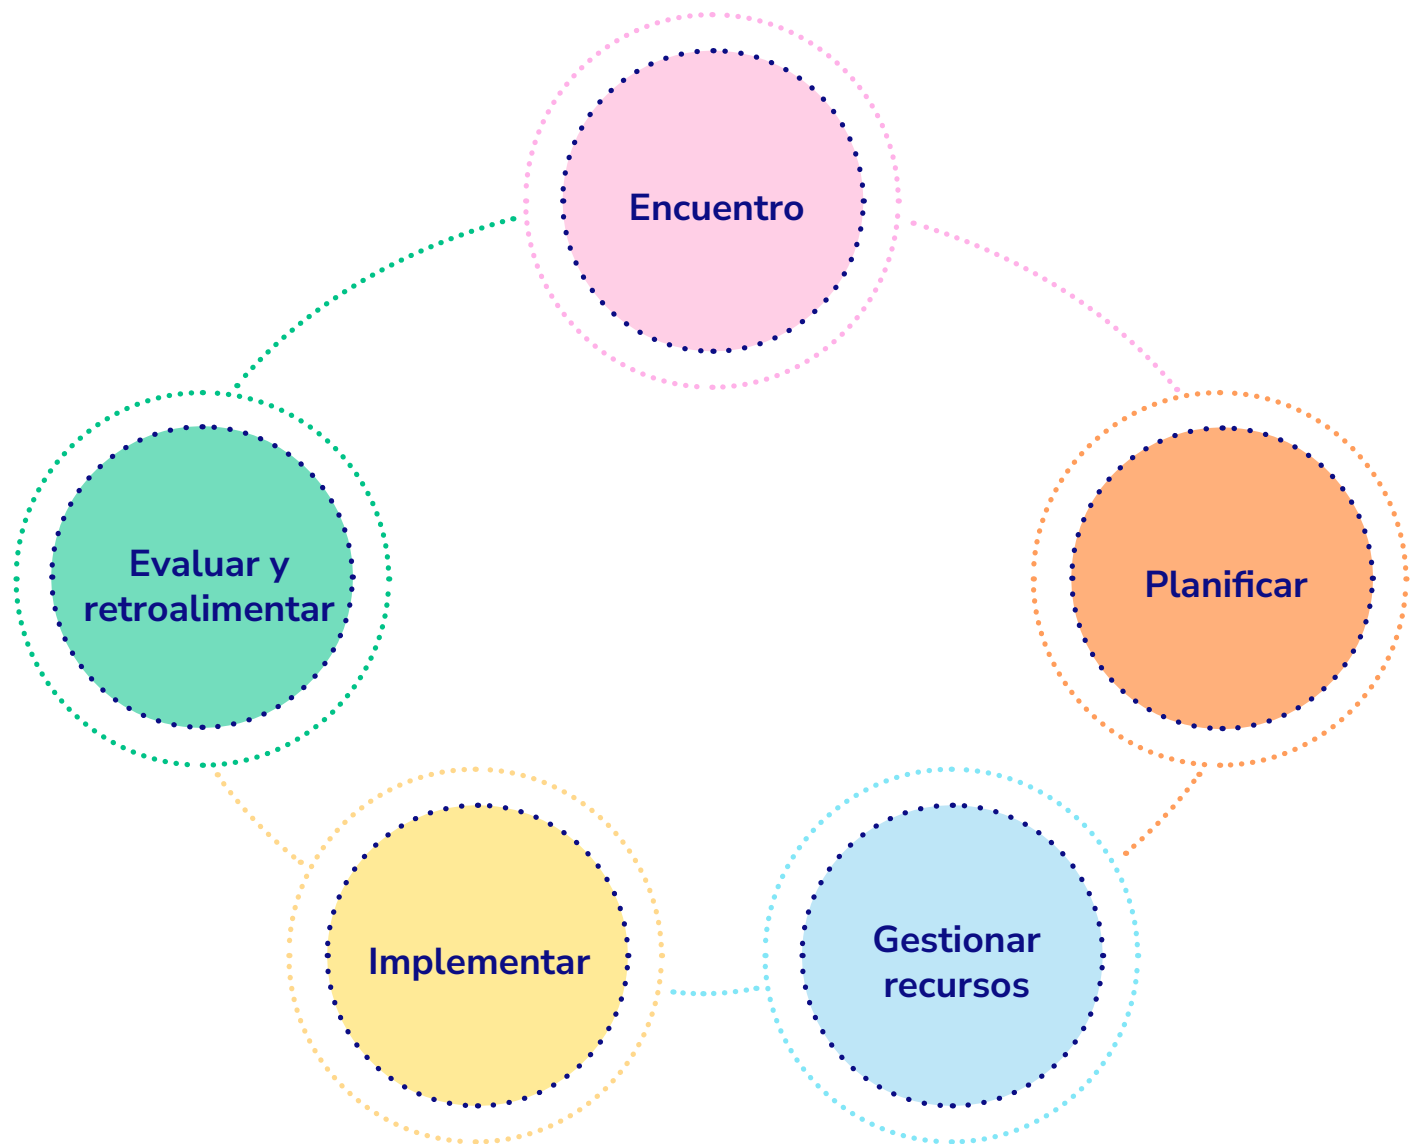 Encuentro
Planificar
Gestionar
recursos
Implementar
Evaluar y
retroalimentar